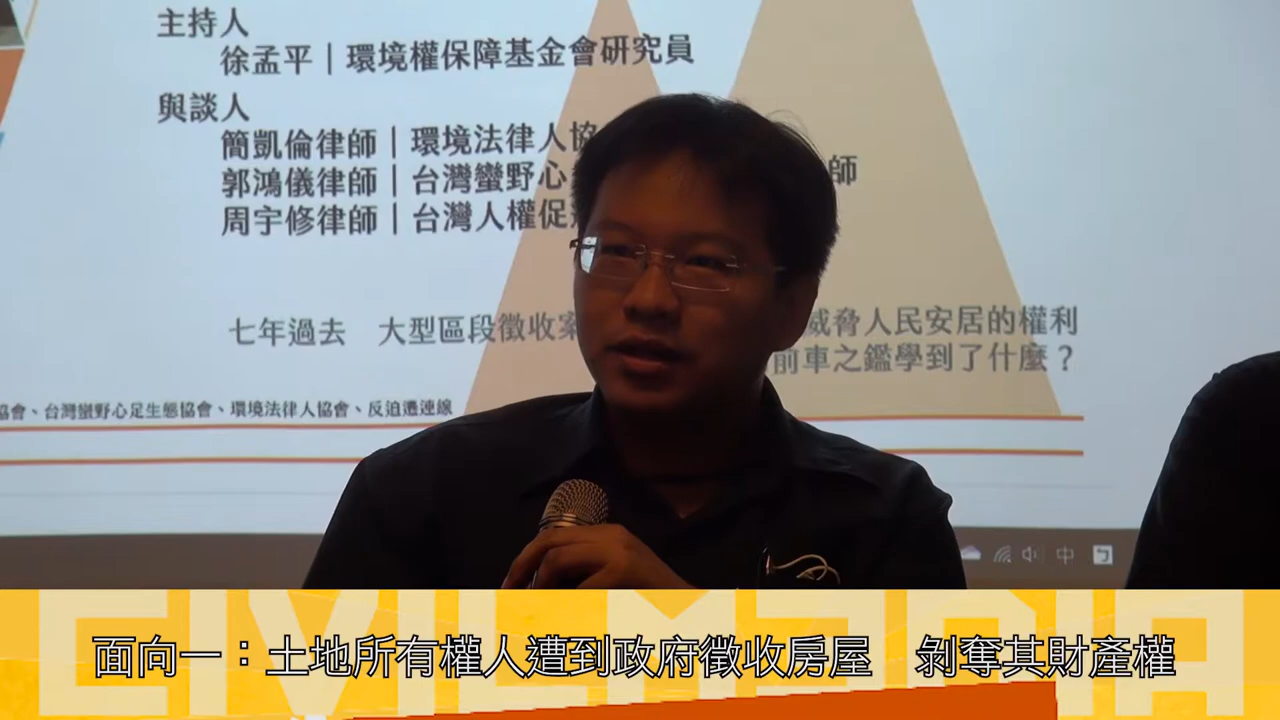 主持人
徐孟平｜環境權保障基金會研究員
與談人
簡凱倫律師｜環境法律人協
郭鴻儀律師｜台灣蠻野心 師
周宇修律師｜台灣人權促
七年過去 大型區段徵收案 威脅人民安居的權利
前車之鑑學到了什麼？
協會、台灣蠻野心足生態協會、環境法律人協會、反迫遷連線
中
CIVILMEDIA
面向一：土地所有權人遭到政府徵收房屋 剝奪其財產權